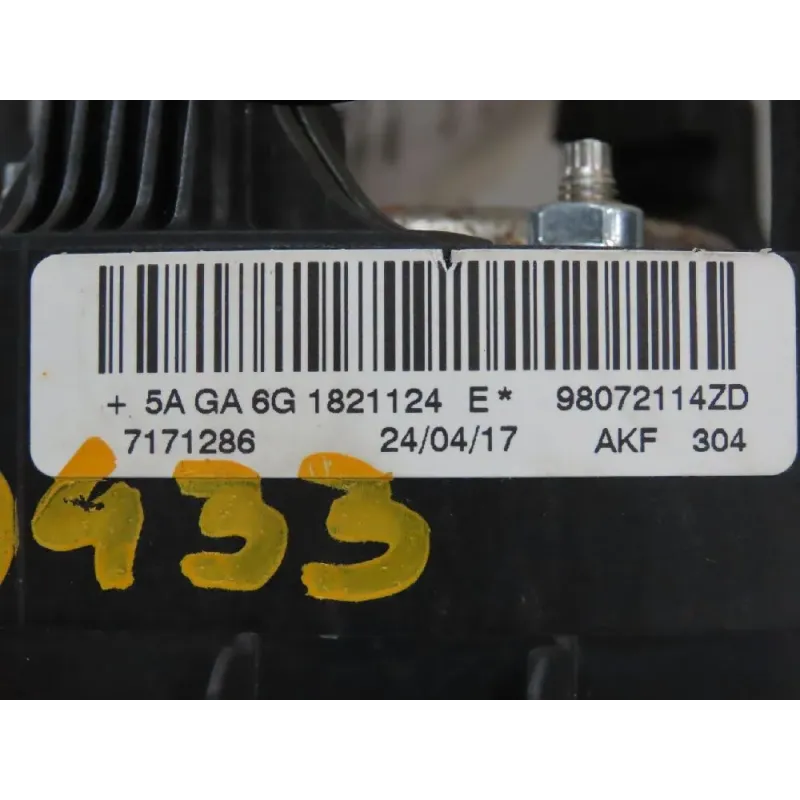 + 5A GA 6G 1821124 E* 98072114ZD
7171286 24/04/17 AKF 304
433